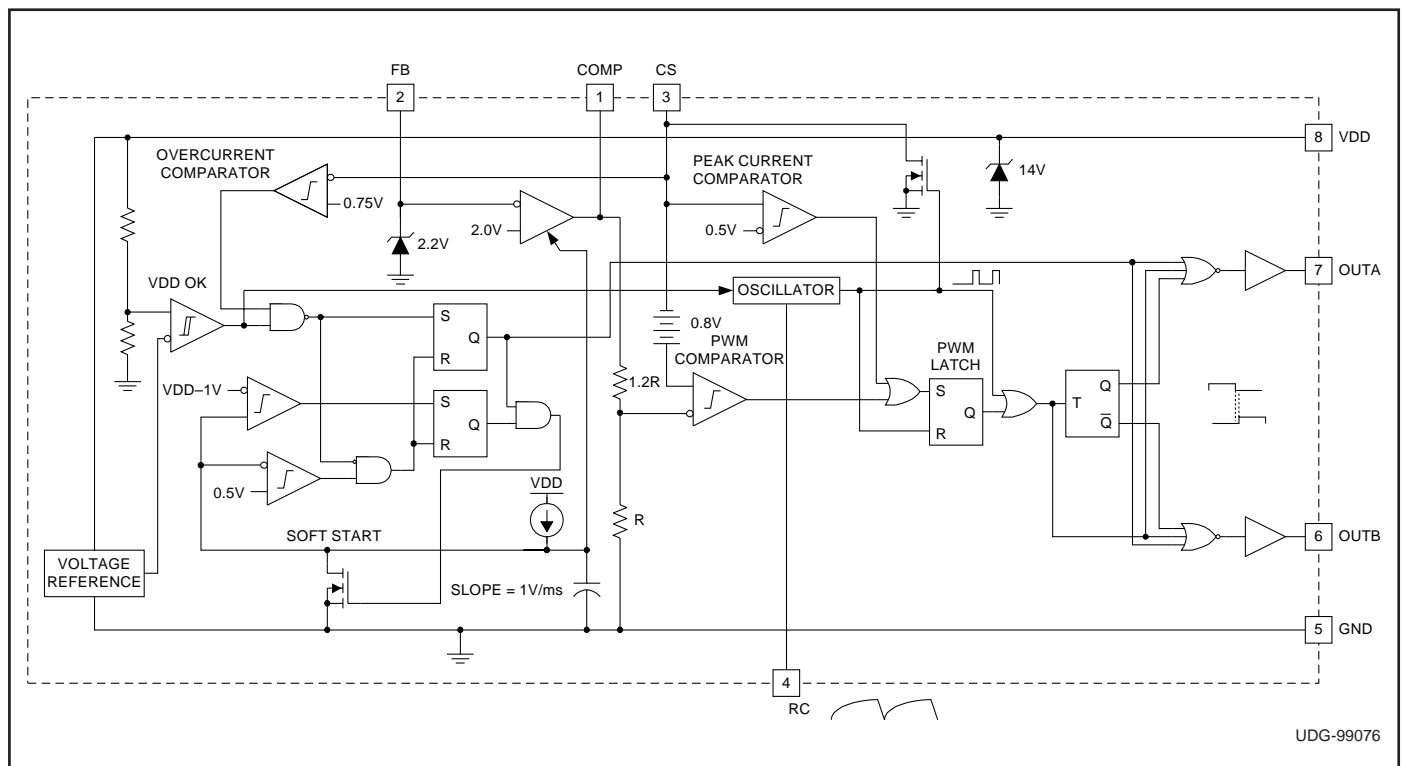 FB
COMP
CS
2
1
3
8
VDD
OVERCURRENT
COMPARATOR
PEAK CURRENT
COMPARATOR
14V
0.75V
2.0V
0.5V
2.2V
VDD OK
OSCILLATOR
7
OUTA
0.8V
PWM
COMPARATOR
PWM
LATCH
S
Q
R
VDD–1V
S
Q
R
1.2R
S
Q
R
T
Q
Q̅
0.5V
VDD
SOFT START
R
6
OUTB
VOLTAGE
REFERENCE
SLOPE = 1V/ms
5
GND
4
RC
UDG-99076